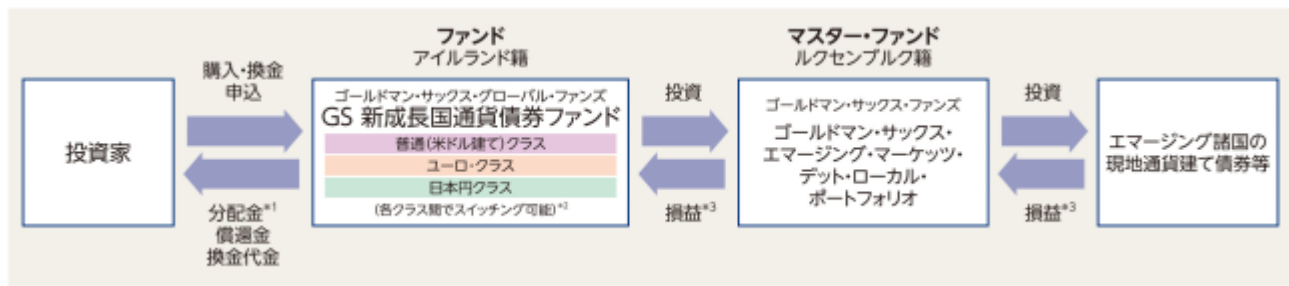 ファンド
アイルランド籍
マスター・ファンド
ルクセンブルク籍
投資家
購入・換金
申込
分配金*1
償還金
換金代金
ゴールドマン・サックス・グローバル・ファンズ
GS 新成長国通貨債券ファンド
普通(米ドル建て)クラス
ユーロ・クラス
日本円クラス
(各クラス間でスイッチング可能)*2
投資
損益*3
ゴールドマン・サックス・ファンズ
ゴールドマン・サックス・
エマージング・マーケッツ・
デット・ローカル・
ポートフォリオ
投資
損益*3
エマージング諸国の
現地通貨建て債券等